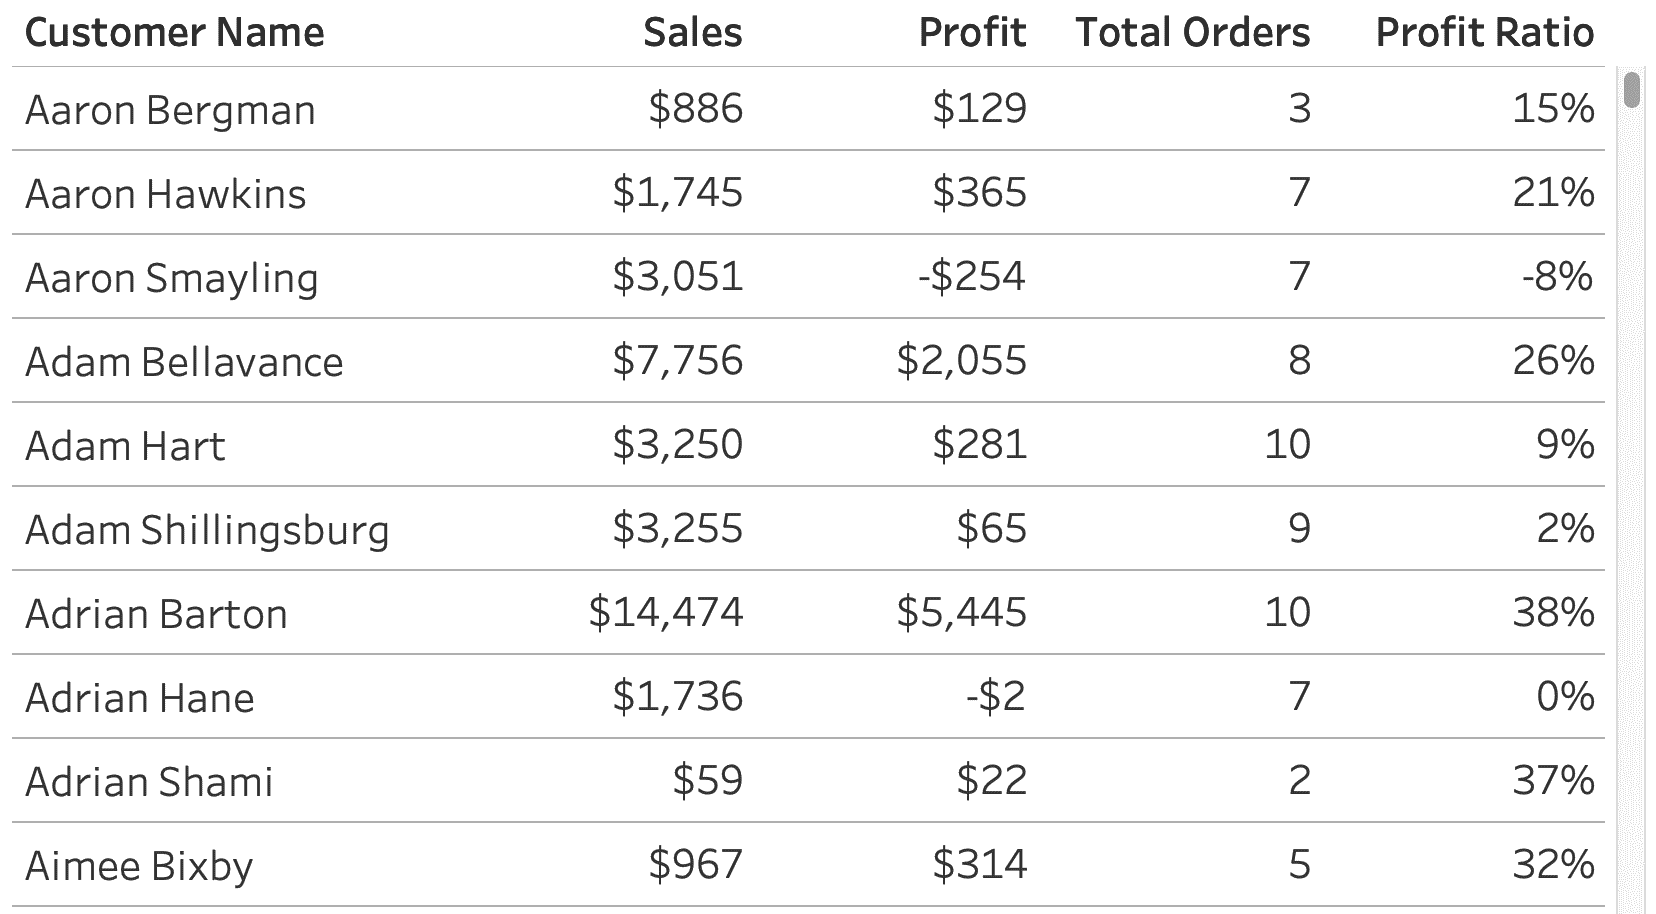 Customer Name Sales Profit Total Orders Profit Ratio
Aaron Bergman $886 $129 3 15%
Aaron Hawkins $1,745 $365 7 21%
Aaron Smayling $3,051 -$254 7 -8%
Adam Bellavance $7,756 $2,055 8 26%
Adam Hart $3,250 $281 10 9%
Adam Shillingsburg $3,255 $65 9 2%
Adrian Barton $14,474 $5,445 10 38%
Adrian Hane $1,736 -$2 7 0%
Adrian Shami $59 $22 2 37%
Aimee Bixby $967 $314 5 32%